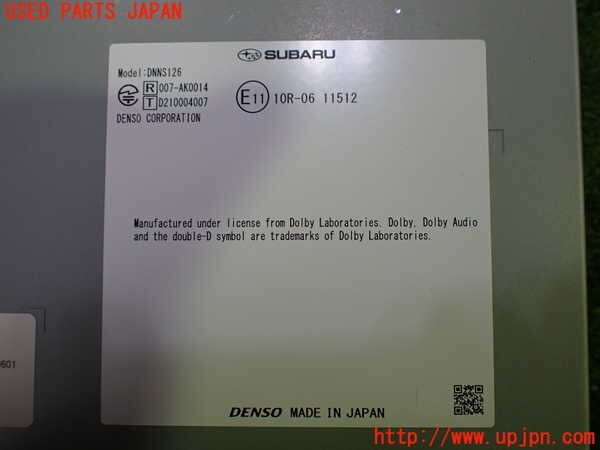 USED PARTS JAPAN
SUBARU
Model:DNNS126
R 007-AK0014
T D210004007
DENSO CORPORATION
E11 10R-06 11512
Manufactured under license from Dolby Laboratories. Dolby, Dolby Audio
and the double-D symbol are trademarks of Dolby Laboratories.
DENSO MADE IN JAPAN
http://www.upjpn.com